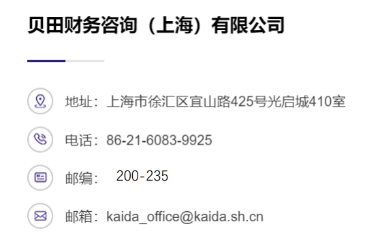 贝田财务咨询（上海）有限公司
地址：上海市徐汇区宜山路425号光启城410室
电话：86-21-6083-9925
邮编：200-235
邮箱：kaida_office@kaida.sh.cn